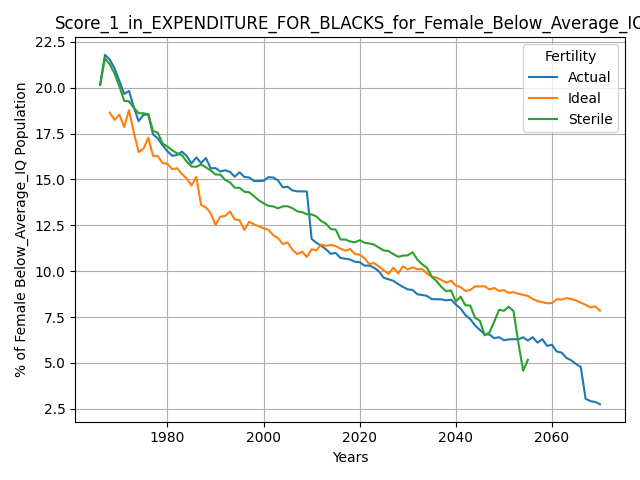 Score_1_in_EXPENDITURE_FOR_BLACKS_for_Female_Below_Average_IQ
Fertility
Actual
Ideal
Sterile
% of Female Below_Average_IQ Population
22.5
20.0
17.5
15.0
12.5
10.0
7.5
5.0
2.5
1980 2000 2020 2040 2060
Years